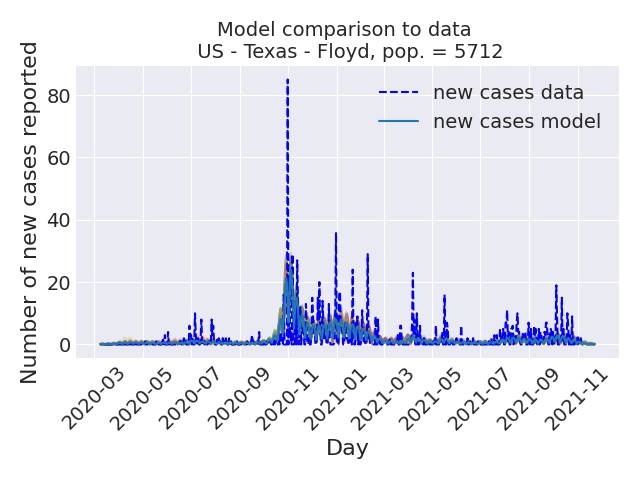 Model comparison to data
US - Texas - Floyd, pop. = 5712
Number of new cases reported
80
60
40
20
0
new cases data
new cases model
2020-03
2020-05
2020-07
2020-09
2020-11
2021-01
2021-03
2021-05
2021-07
2021-09
2021-11
Day